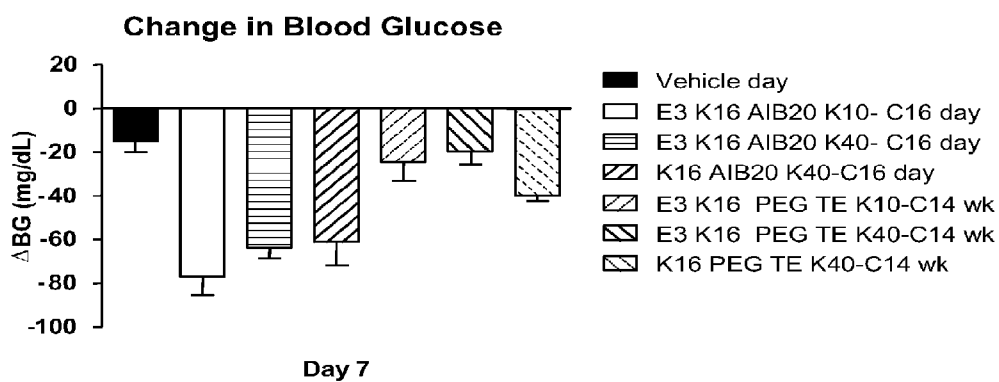 Change in Blood Glucose
20
0
-20
-40
-60
-80
-100
ΔBG (mg/dL)
Day 7
Vehicle day
E3 K16 AIB20 K10- C16 day
E3 K16 AIB20 K40- C16 day
K16 AIB20 K40-C16 day
E3 K16 PEG TE K10-C14 wk
E3 K16 PEG TE K40-C14 wk
K16 PEG TE K40-C14 wk